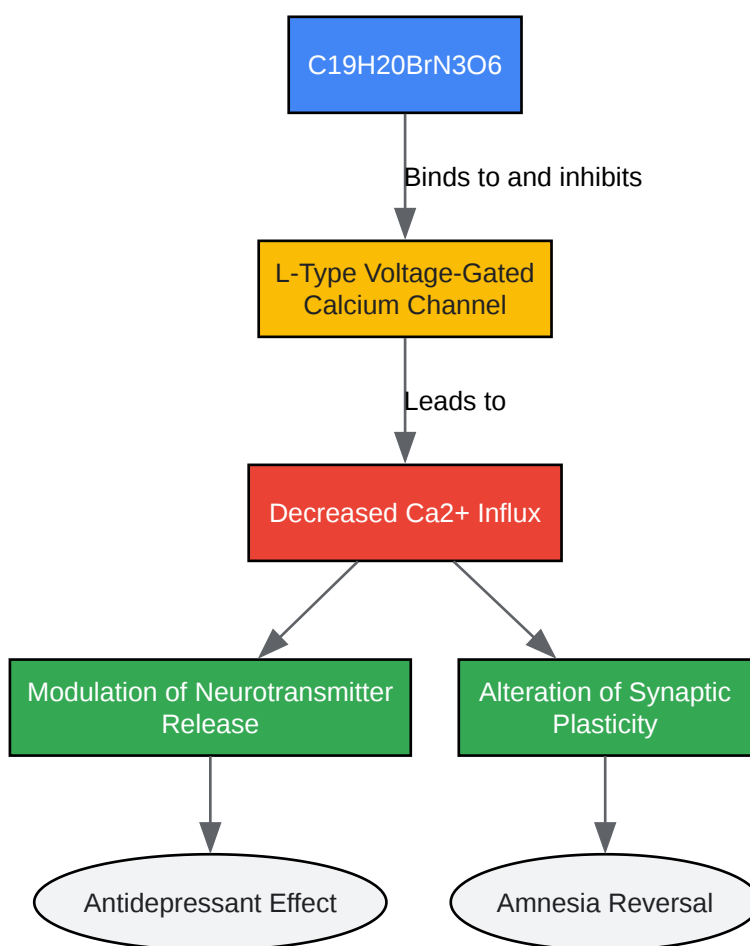 C19H20BrN3O6
Binds to and inhibits
L-Type Voltage-Gated
Calcium Channel
Leads to
Decreased Ca2+ Influx
Modulation of Neurotransmitter
Release
Alteration of Synaptic
Plasticity
Antidepressant Effect
Amnesia Reversal